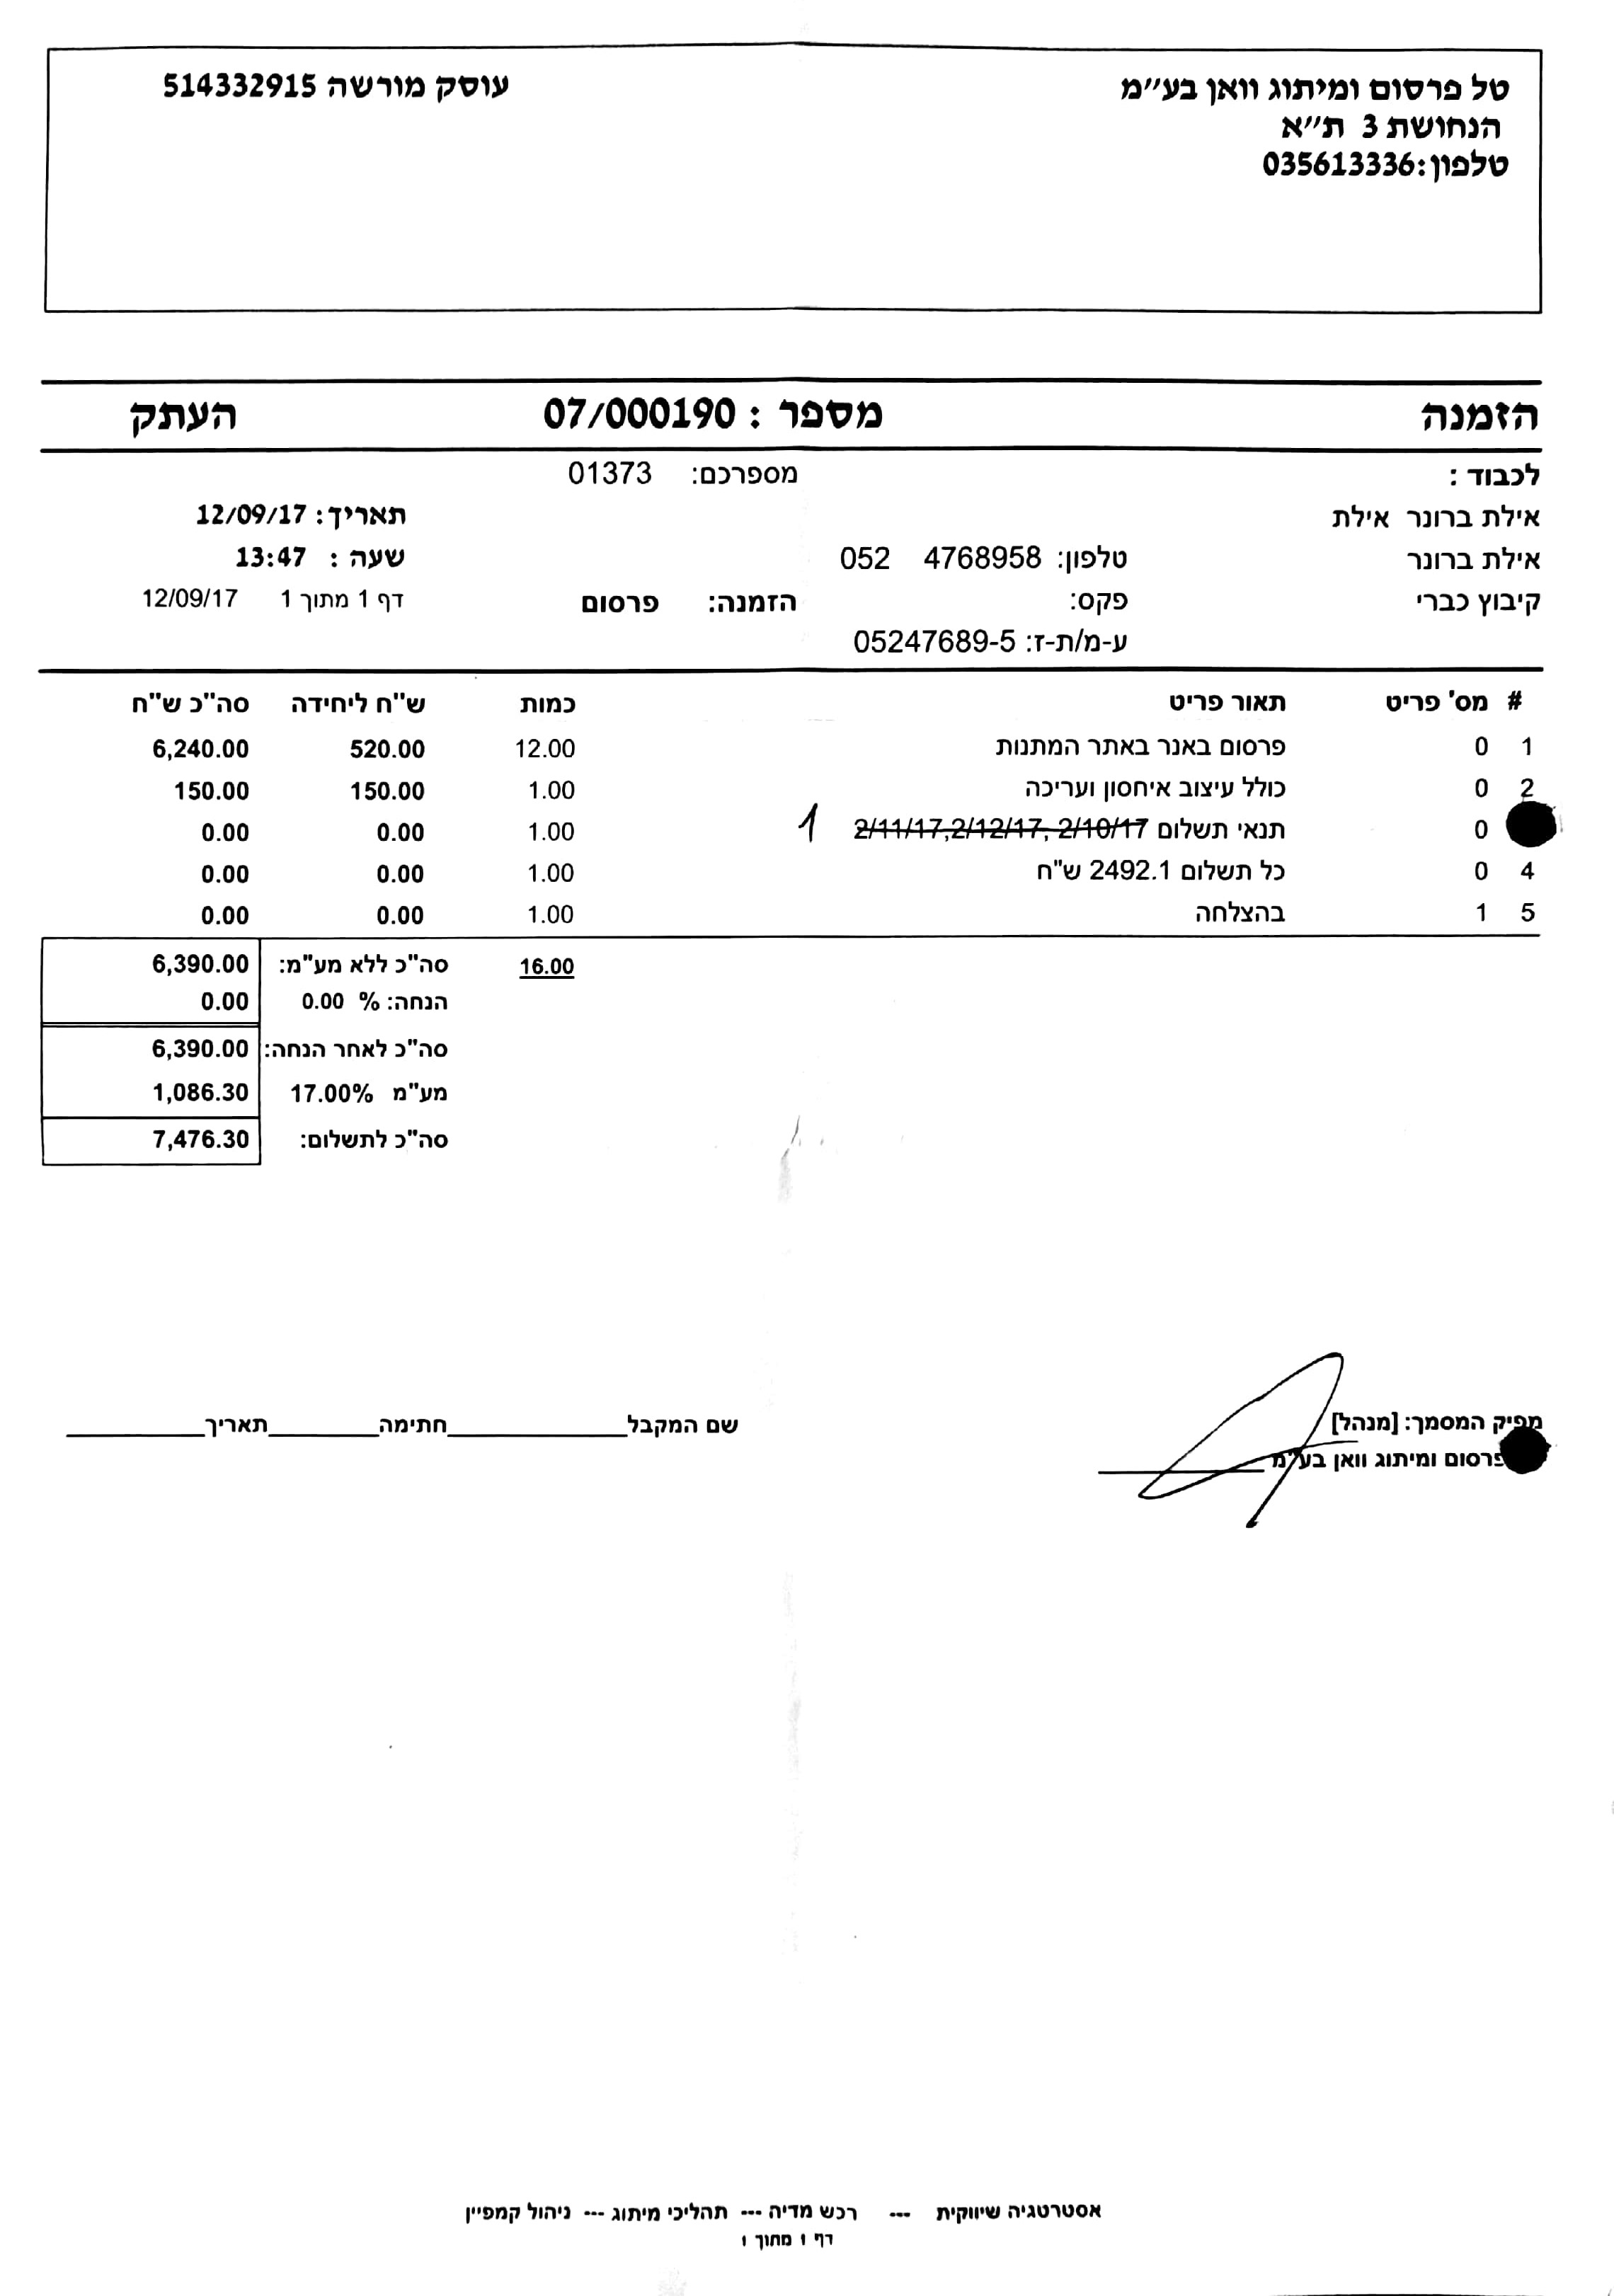 טל פרסום ומיתוג וואן בע"מ עוסק מורשה 514332915
הנחושת 3 ת"א
טלפון:035613336
הזמנה מספר : 07/000190 העתק
לכבוד : מספרכם: 01373
אילת ברונר אילת תאריך: 12/09/17
אילת ברונר טלפון: 052 4768958 שעה : 13:47
קיבוץ כברי פקס: הזמנה: פרסום דף 1 מתוך 1 12/09/17
ע-מ/ת-ז: 05247689-5
# מס' פריט תאור פריט כמות ש"ח ליחידה סה"כ ש"ח
1 0 פרסום באנר באתר המתנות 12.00 520.00 6,240.00
2 0 כולל עיצוב איחסון ועריכה 1.00 150.00 150.00
0 תנאי תשלום 2/11/17,2/12/17, 2/10/17 1 1.00 0.00 0.00
4 0 כל תשלום 2492.1 ש"ח 1.00 0.00 0.00
5 1 בהצלחה 1.00 0.00 0.00
16.00 סה"כ ללא מע"מ: 6,390.00
הנחה: % 0.00 0.00
סה"כ לאחר הנחה: 6,390.00
מע"מ 17.00% 1,086.30
סה"כ לתשלום: 7,476.30
מפיק המסמך: [מנהל] שם המקבל____________חתימה________תאריך__________
פרסום ומיתוג וואן בע"מ ____________
אסטרטגיה שיווקית --- רכש מדיה --- תהליכי מיתוג --- ניהול קמפיין
דף 1 מתוך 1